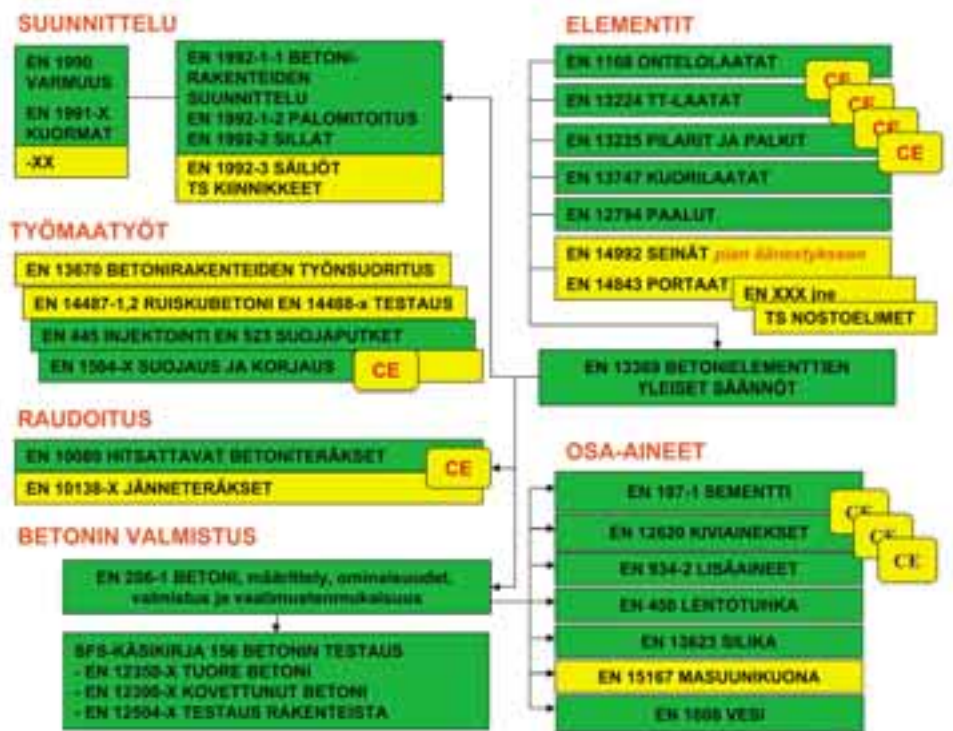 SUUNNITTELU
EN 1990
VARMUUS
EN 1991-X
KUORMAT
-XX
EN 1992-1-1 BETONI-
RAKENTEIDEN
SUUNNITTELU
EN 1992-1-2 PALOMITOITUS
EN 1992-2 SILLAT
EN 1992-3 SÄILIÖT
TS KIINNIKKEET
TYÖMAATYÖT
EN 13670 BETONIRAKENTEIDEN TYÖNSUORITUS
EN 14487-1,2 RUISKUBETONI EN 14488-x TESTAUS
EN 445 INJEKTOINTI EN 523 SUOJAPUTKET
EN 1504-X SUOJAUS JA KORJAUS
CE
RAUDOITUS
EN 10080 HITSATTAVAT BETONITERÄKSET
CE
EN 10138-X JÄNNETERÄKSET
BETONIN VALMISTUS
EN 206-1 BETONI, määrittely, ominaisuudet,
valmistus ja vaatimustenmukaisuus
SFS-KÄSIKIRJA 156 BETONIN TESTAUS
- EN 12350-X TUORE BETONI
- EN 12390-X KOVETTUNUT BETONI
- EN 12504-X TESTAUS RAKENTEISTA
ELEMENTIT
EN 1168 ONTELOLAATAT
CE
EN 13224 TT-LAATAT
CE
EN 13225 PILARIT JA PALKIT
CE
CE
EN 13747 KUORILAATAT
EN 12794 PAALUT
EN 14992 SEINÄT pian äänestykseen
EN 14843 PORTAAT
EN XXX jne
TS NOSTOELIMET
EN 13369 BETONIELEMENTTIEN
YLEISET SÄÄNNÖT
OSA-AINEET
EN 197-1 SEMENTTI
CE
EN 12620 KIVIAINEKSET
CE
CE
EN 934-2 LISÄAINEET
EN 450 LENTOTUHKA
EN 13623 SILIKA
EN 15167 MASUUNIKUONA
EN 1008 VESI